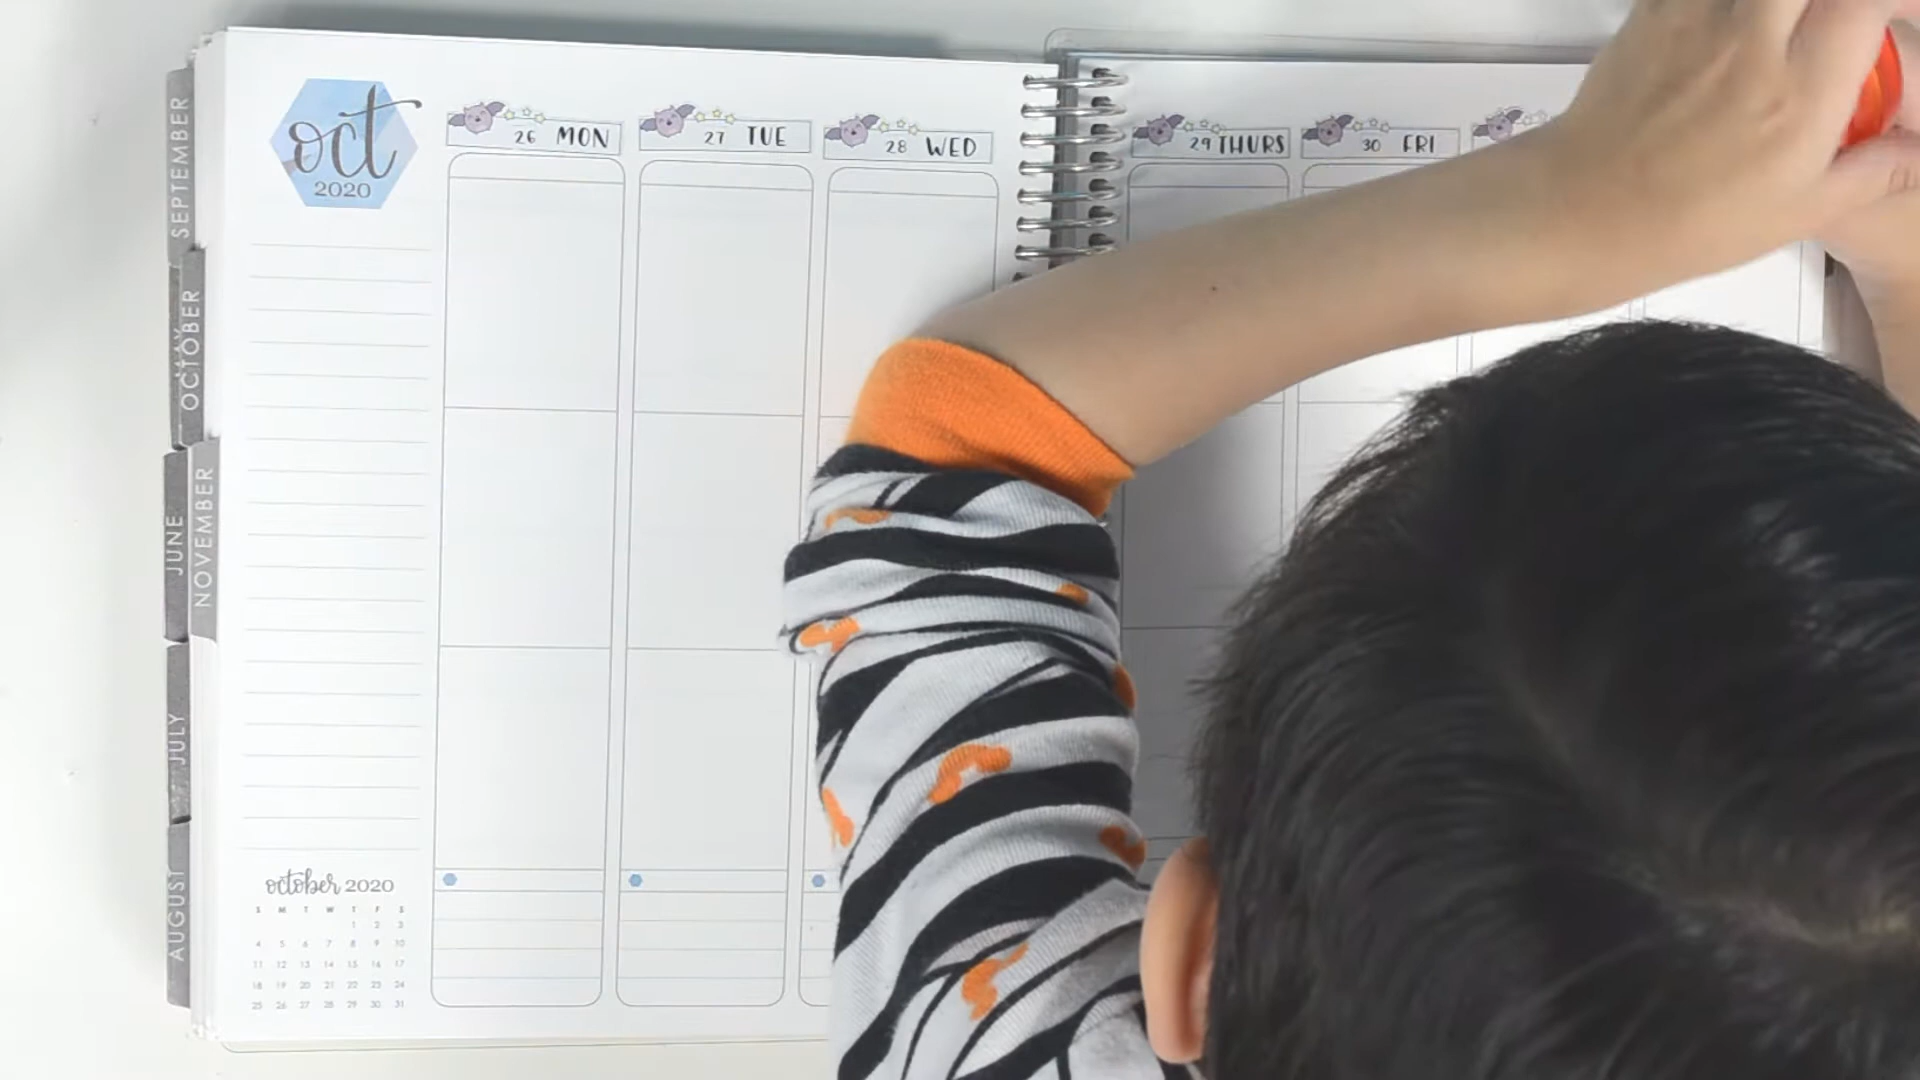 oct
2020
26 MON
27 TUE
28 WED
29 THURS
30 FRI
SEPTEMBER
OCTOBER
JUNE
NOVEMBER
JULY
AUGUST
october 2020
S M T W T F S
1 2 3
4 5 6 7 8 9 10
11 12 13 14 15 16 17
18 19 20 21 22 23 24
25 26 27 28 29 30 31